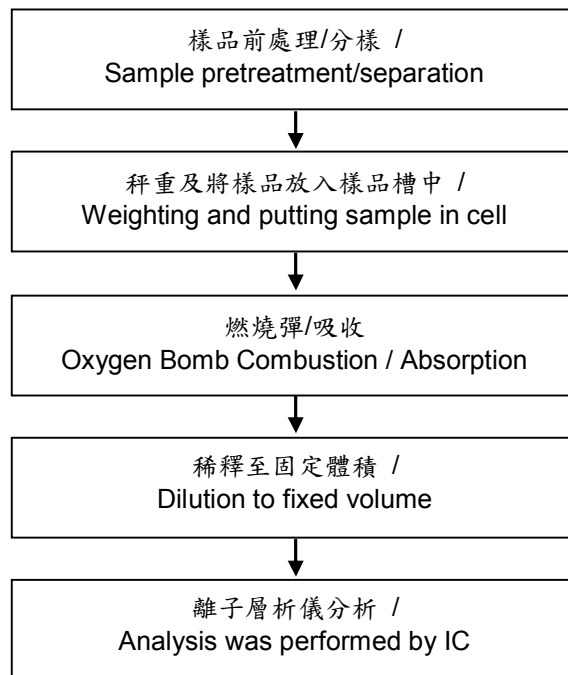 樣品前處理/分樣 /
Sample pretreatment/separation
秤重及將樣品放入樣品槽中 /
Weighting and putting sample in cell
燃燒彈/吸收
Oxygen Bomb Combustion / Absorption
稀釋至固定體積 /
Dilution to fixed volume
離子層析儀分析 /
Analysis was performed by IC